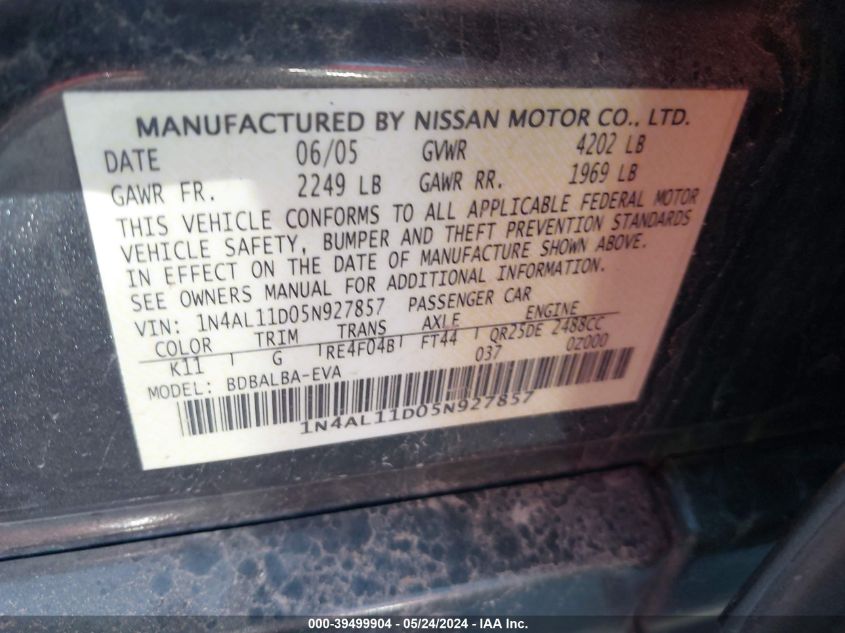 MANUFACTURED BY NISSAN MOTOR CO., LTD.
DATE 06/05 GVWR 4202 LB
GAWR FR. 2249 LB GAWR RR. 1969 LB
THIS VEHICLE CONFORMS TO ALL APPLICABLE FEDERAL MOTOR
VEHICLE SAFETY, BUMPER AND THEFT PREVENTION STANDARDS
IN EFFECT ON THE DATE OF MANUFACTURE SHOWN ABOVE.
SEE OWNERS MANUAL FOR ADDITIONAL INFORMATION.
VIN: 1N4AL11D05N927857 PASSENGER CAR
COLOR TRIM TRANS AXLE ENGINE
K11 G RE4F04B FT44 QR25DE 2488CC
037 0Z00D
MODEL: BDBALBA-EVA
1N4AL11D05N927857
000-39499904 - 05/24/2024 - IAA Inc.